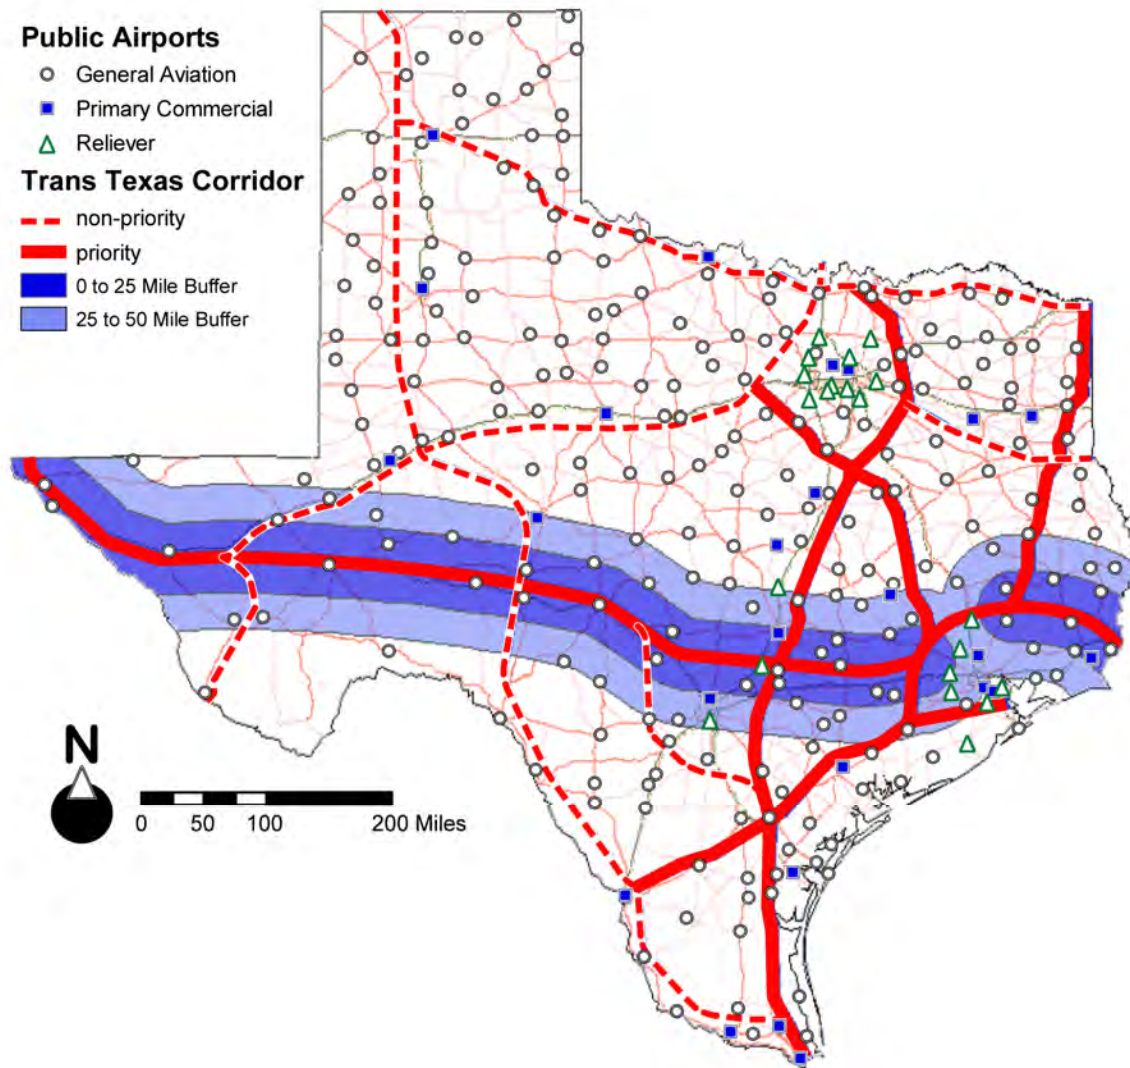 Public Airports
General Aviation
Primary Commercial
Reliever
Trans Texas Corridor
non-priority
priority
0 to 25 Mile Buffer
25 to 50 Mile Buffer
N
0 50 100 200 Miles